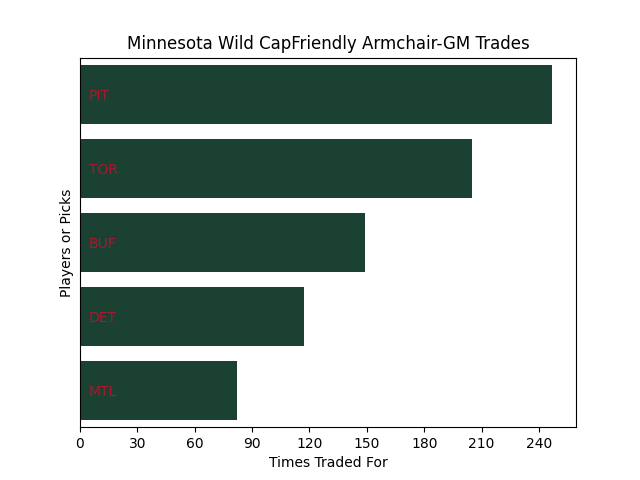 Minnesota Wild CapFriendly Armchair-GM Trades
Players or Picks
PIT
TOR
BUF
DET
MTL
0 30 60 90 120 150 180 210 240
Times Traded For